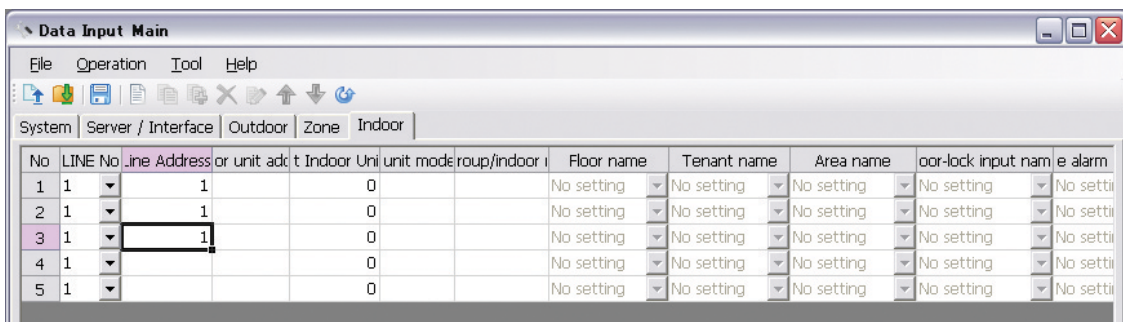 Data Input Main
File Operation Tool Help
System Server / Interface Outdoor Zone Indoor
No LINE No .ine Address or unit adc t Indoor Uni unit mode roup/indoor Floor name Tenant name Area name oor-lock input nam e alarm
1 1 1 0 No setting No setting No setting No setting No setti
2 1 1 0 No setting No setting No setting No setting No setti
3 1 1 0 No setting No setting No setting No setting No setti
4 1 0 No setting No setting No setting No setting No setti
5 1 0 No setting No setting No setting No setting No setti